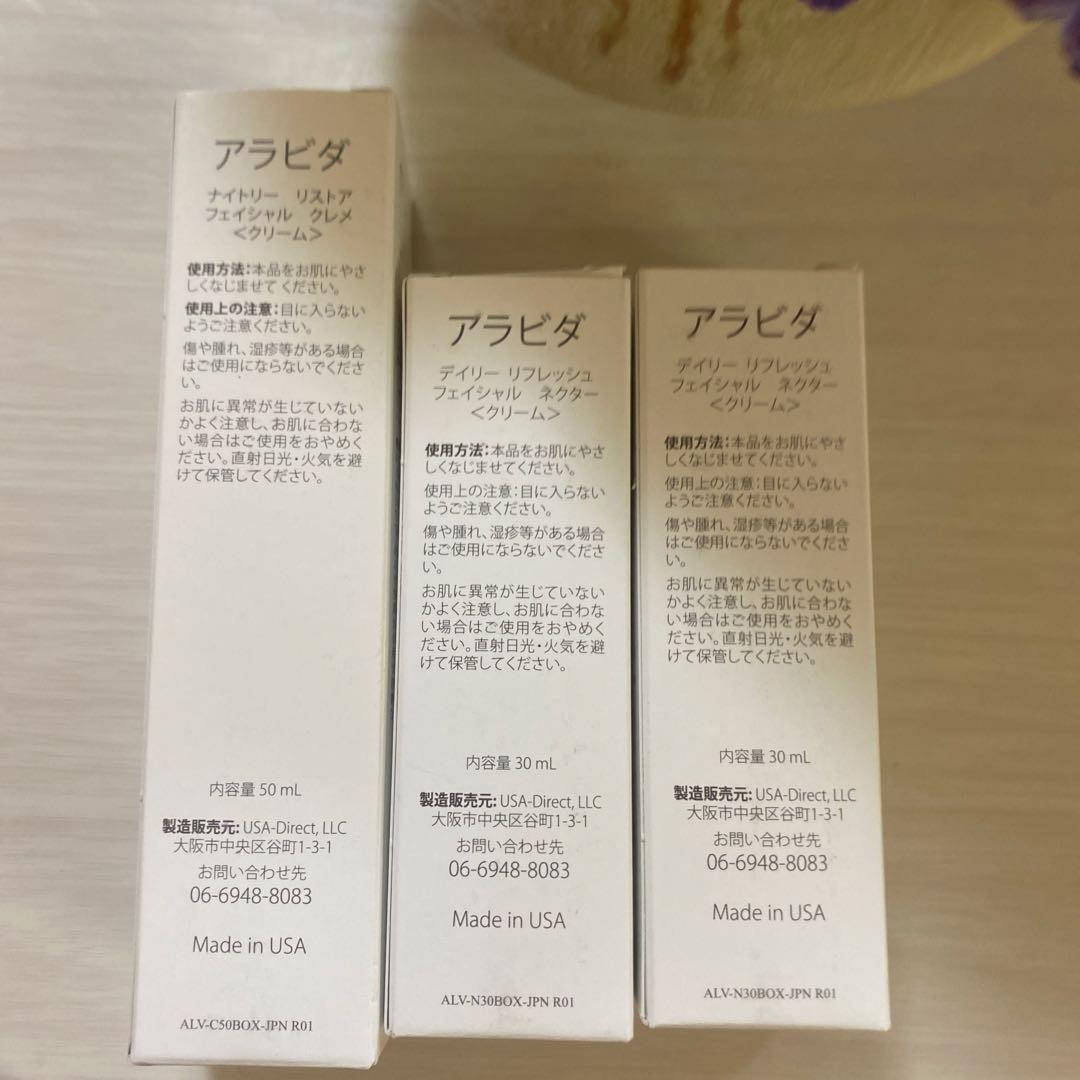 アラビダ
ナイトリー　リストア
フェイシャル　クレメ
＜クリーム＞
使用方法：本品をお肌にやさ
しくなじませて ください。
使用上の注意：目に入らない
ようご注意ください。
傷や腫れ、湿疹等がある場合
はご使用にならないでくださ
い。
お肌に異常が生じていない
かよく注意し、お肌に合わな
い場合はご使用をおやめく
ださい。直射日光・火気を避
けて保管してください。
内容量 50 mL
製造販売元: USA-Direct, LLC
大阪市中央区谷町1-3-1
お問い合わせ先
06-6948-8083
Made in USA
ALV-C50BOX-JPN R01
アラビダ
デイリー リフレッシュ
フェイシャル　ネクター
＜クリーム＞
使用方法：本品をお肌にやさ
しくなじませてください。
使用上の注意：目に入らない
ようご注意ください。
傷や腫れ、湿疹等がある場合
はご使用にならないでくださ
い。
お肌に異常が生じていない
かよく注意し、お肌に合わな
い場合はご使用をおやめく
ださい。直射日光・火気を避
けて保管してください。
内容量 30 mL
製造販売元: USA-Direct, LLC
大阪市中央区谷町1-3-1
お問い合わせ先
06-6948-8083
Made in USA
ALV-N30BOX-JPN R01
アラビダ
デイリー リフレッシュ
フェイシャル　ネクター
＜クリーム＞
使用方法：本品をお肌にやさ
しくなじませてください。
使用上の注意：目に入らない
ようご注意ください。
傷や腫れ、湿疹等がある場合
はご使用にならないでくださ
い。
お肌に異常が生じていない
かよく注意し、お肌に合わな
い場合はご使用をおやめく
ださい。直射日光・火気を避
けて保管してください。
内容量 30 mL
製造販売元: USA-Direct, LLC
大阪市中央区谷町1-3-1
お問い合わせ先
06-6948-8083
Made in USA
ALV-N30BOX-JPN R01